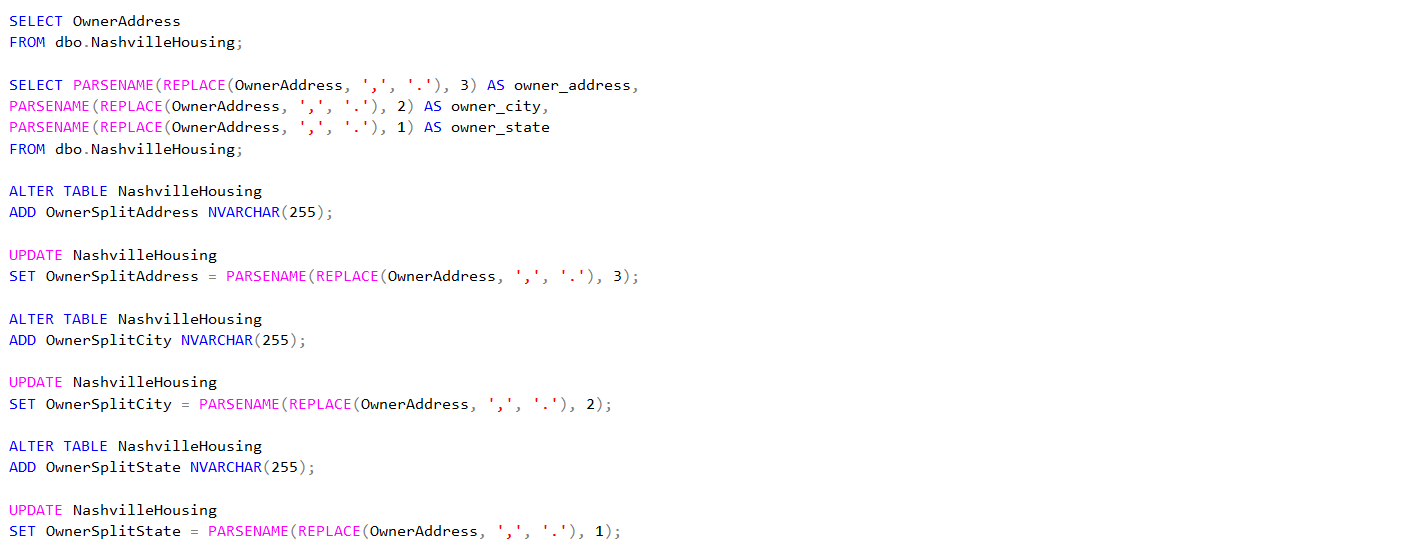 SELECT OwnerAddress
FROM dbo.NashvilleHousing;
SELECT PARSENAME(REPLACE(OwnerAddress, ',', '.'), 3) AS owner_address,
PARSENAME(REPLACE(OwnerAddress, ',', '.'), 2) AS owner_city,
PARSENAME(REPLACE(OwnerAddress, ',', '.'), 1) AS owner_state
FROM dbo.NashvilleHousing;
ALTER TABLE NashvilleHousing
ADD OwnerSplitAddress NVARCHAR(255);
UPDATE NashvilleHousing
SET OwnerSplitAddress = PARSENAME(REPLACE(OwnerAddress, ',', '.'), 3);
ALTER TABLE NashvilleHousing
ADD OwnerSplitCity NVARCHAR(255);
UPDATE NashvilleHousing
SET OwnerSplitCity = PARSENAME(REPLACE(OwnerAddress, ',', '.'), 2);
ALTER TABLE NashvilleHousing
ADD OwnerSplitState NVARCHAR(255);
UPDATE NashvilleHousing
SET OwnerSplitState = PARSENAME(REPLACE(OwnerAddress, ',', '.'), 1);